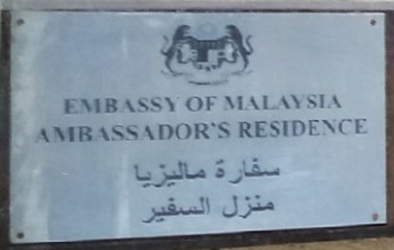 EMBASSY OF MALAYSIA
AMBASSADOR'S RESIDENCE
سفارة ماليزيا
منزل السفير